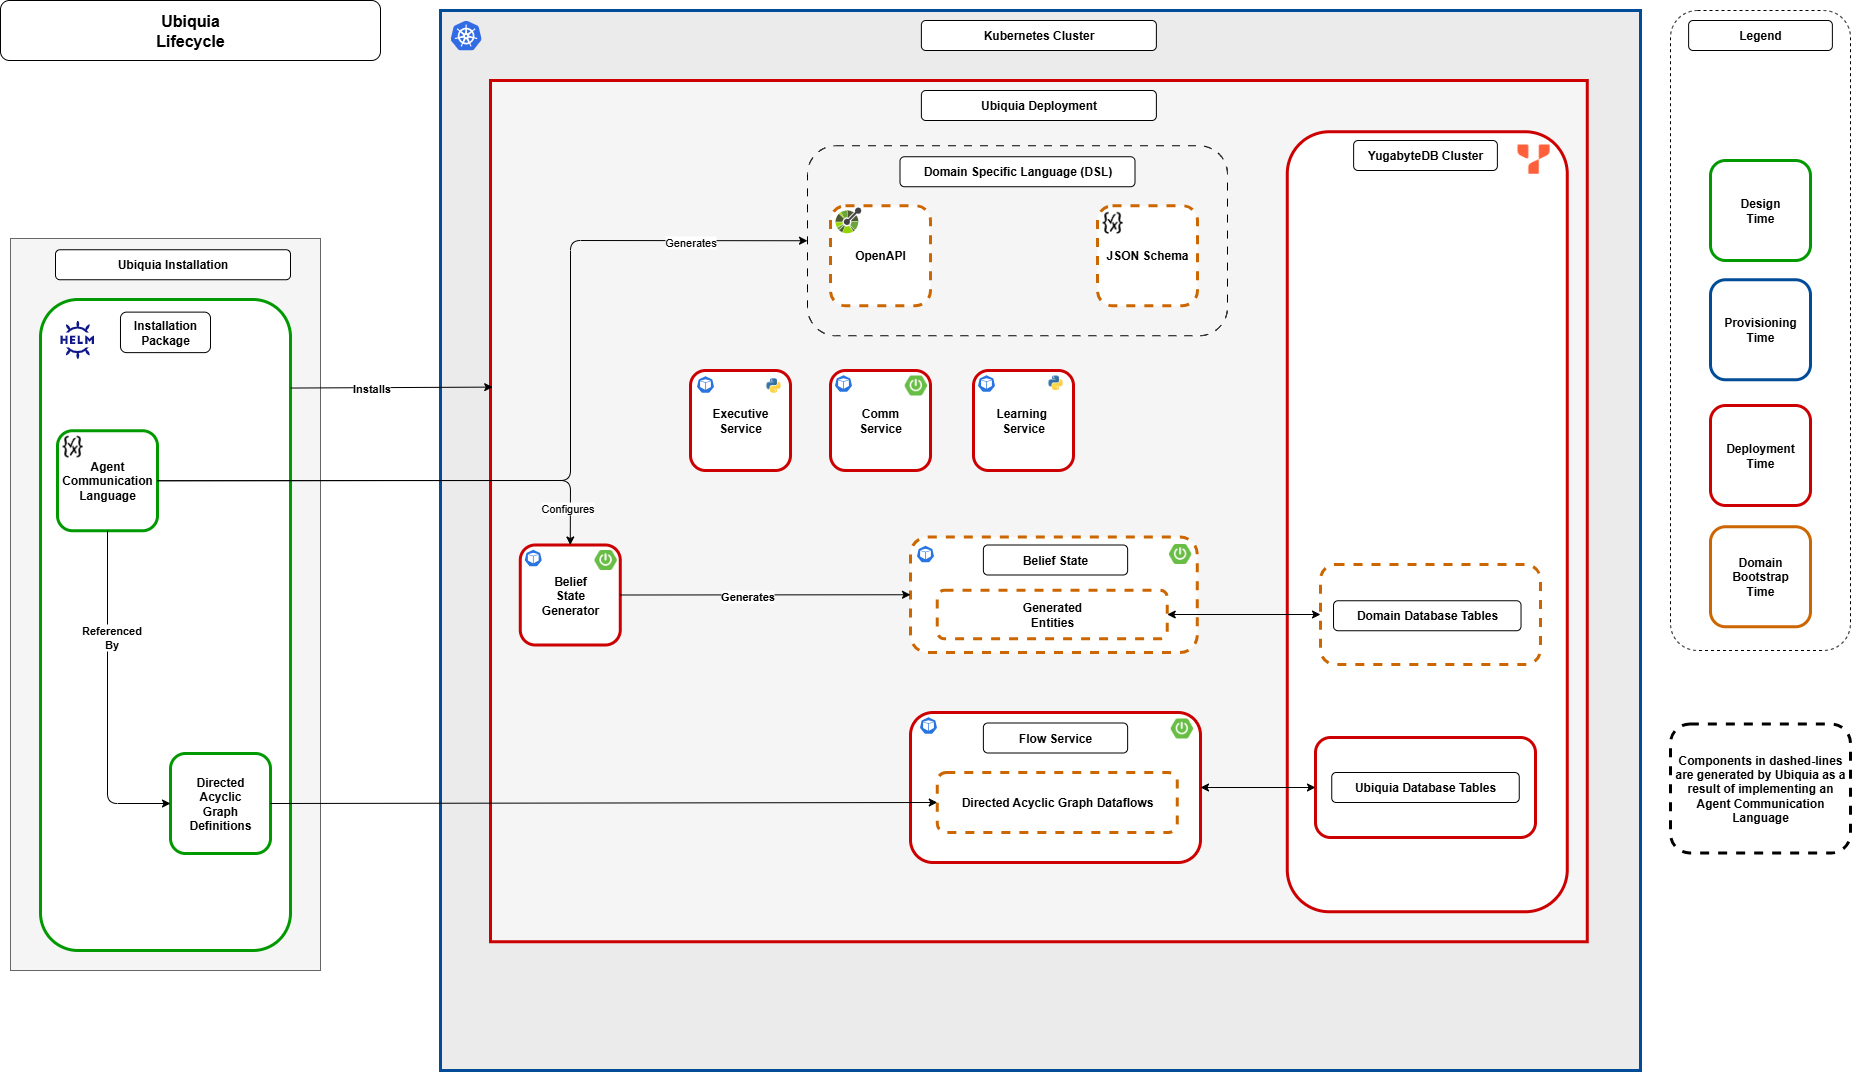 Ubiquia
Lifecycle
Kubernetes Cluster
Legend
Ubiquia Deployment
Domain Specific Language (DSL)
YugabyteDB Cluster
OpenAPI
{√x}
JSON Schema
Design
Time
Generates
Ubiquia Installation
HELM
Installation
Package
Provisioning
Time
Installs
Executive
Service
Comm
Service
Learning
Service
Deployment
Time
{√x}
Agent
Communication
Language
Configures
Belief
State
Generator
Generates
Belief State
Generated
Entities
Domain Database Tables
Domain
Bootstrap
Time
Referenced
By
Flow Service
Directed Acyclic Graph Dataflows
Ubiquia Database Tables
Directed
Acyclic
Graph
Definitions
Components in dashed-lines
are generated by Ubiquia as a
result of implementing an
Agent Communication
Language